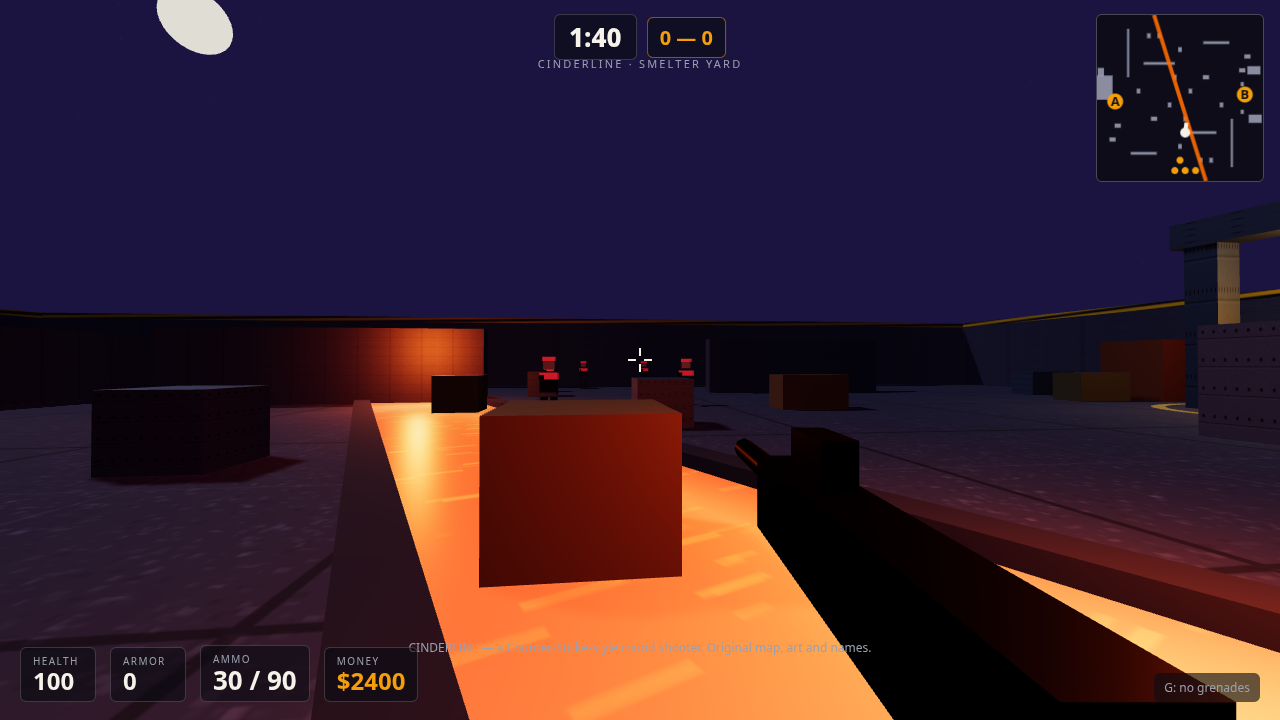 1:40
0 — 0
CINDERLINE · SMELTER YARD
A
B
shooter. Original map, art and names.
HEALTH
100
ARMOR
0
AMMO
30 / 90
MONEY
$2400
G: no grenades